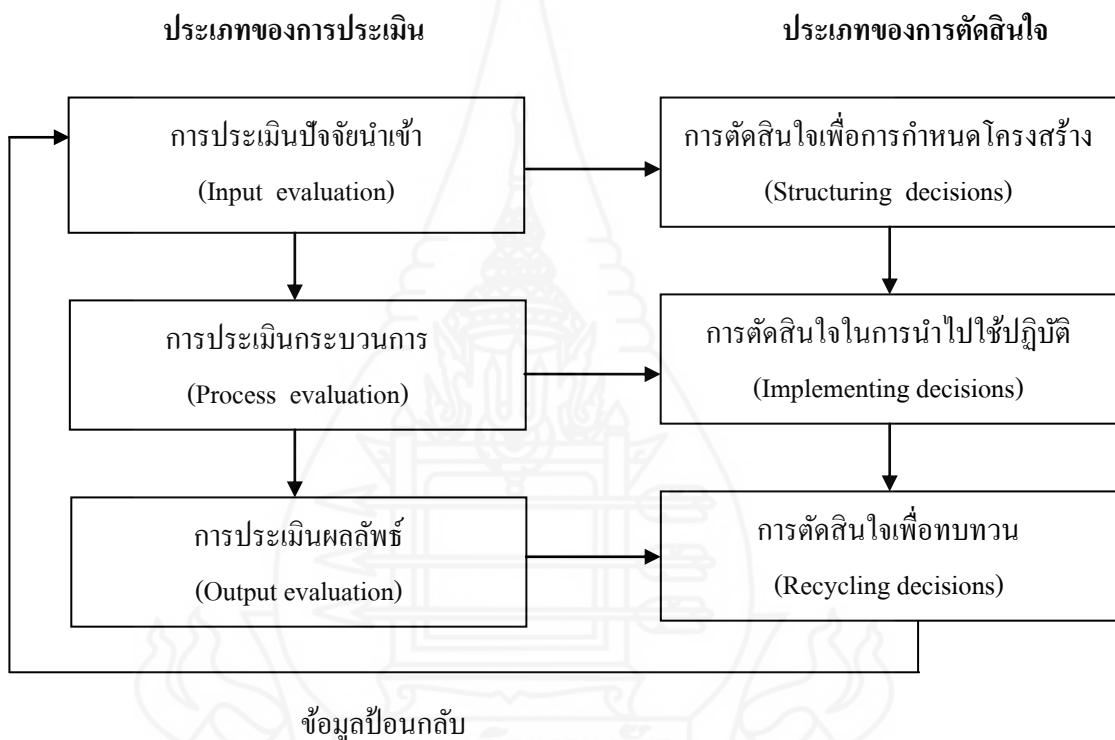 ประเภทของการประเมิน
ประเภทของการตัดสินใจ
การประเมินปัจจัยนำเข้า
(Input evaluation)
การตัดสินใจเพื่อการกำหนดโครงสร้าง
(Structuring decisions)
การประเมินกระบวนการ
(Process evaluation)
การตัดสินใจในการนำไปใช้ปฏิบัติ
(Implementing decisions)
การประเมินผลลัพธ์
(Output evaluation)
การตัดสินใจเพื่อทบทวน
(Recycling decisions)
ข้อมูลป้อนกลับ